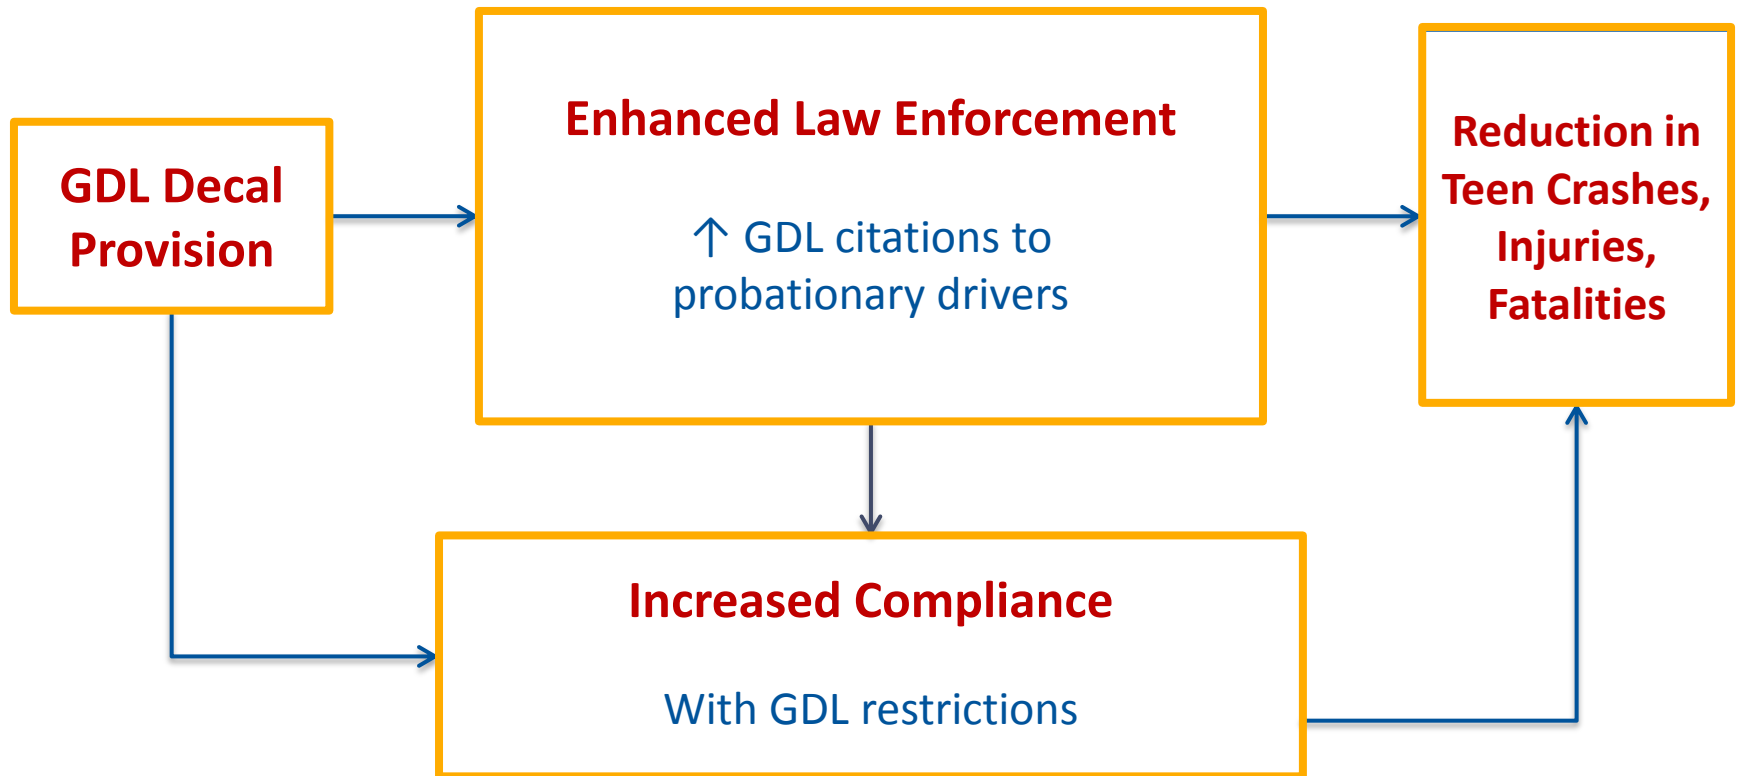 GDL Decal
Provision
Enhanced Law Enforcement
↑ GDL citations to
probationary drivers
Reduction in
Teen Crashes,
Injuries,
Fatalities
Increased Compliance
With GDL restrictions